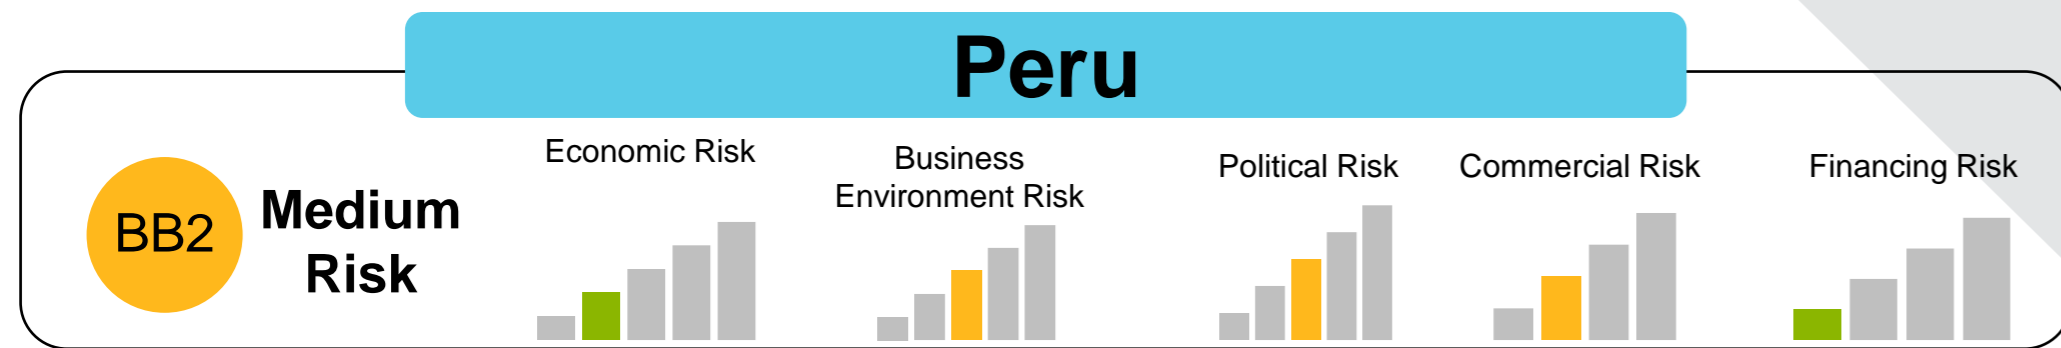 Peru
BB2
Medium
Risk
Economic Risk
Business
Environment Risk
Political Risk
Commercial Risk
Financing Risk